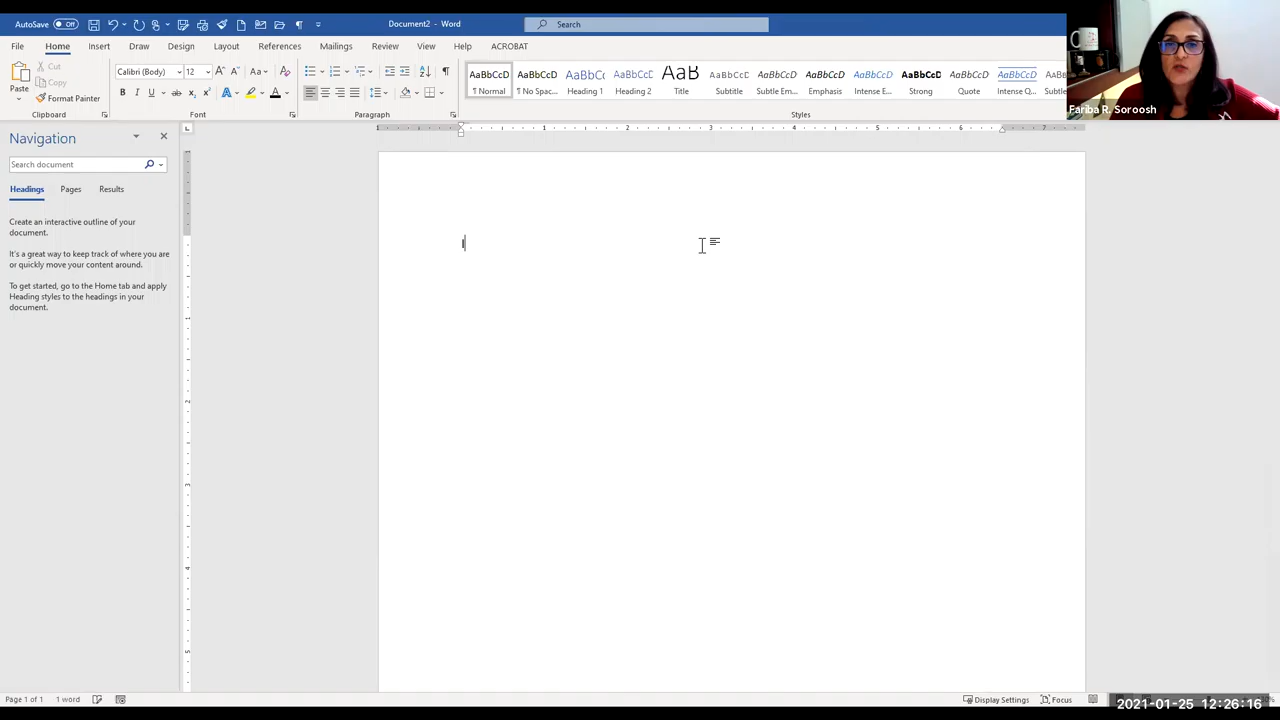 AutoSave Off
Document2 - Word
Search
File Home Insert Draw Design Layout References Mailings Review View Help ACROBAT
Paste
Cut
Copy
Format Painter
Clipboard
Calibri (Body) 12
Font
Paragraph
AaBbCcD ¶ Normal
AaBbCcD ¶ No Spac...
AaBbCc Heading 1
AaBbCcD Heading 2
AaB Title
AaBbCcD Subtitle
AaBbCcD Subtle Em...
AaBbCcD Emphasis
AaBbCcD Intense E...
AaBbCcD Strong
AaBbCcD Quote
AaBbCcD Intense Q...
Styles
Fariba R. Soroosh
Navigation
Search document
Headings Pages Results
Create an interactive outline of your
document.
It's a great way to keep track of where you are
or quickly move your content around.
To get started, go to the Home tab and apply
Heading styles to the headings in your
document.
I
Page 1 of 1 1 word
Display Settings Focus
2021-01-25 12:26:16